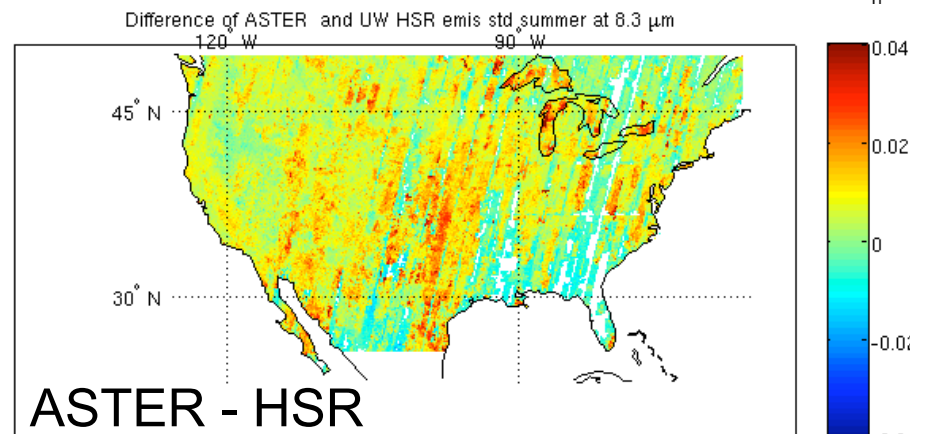 Difference of ASTER and UW HSR emis std summer at 8.3 μm
120° W 90° W
45° N
30° N
0.04
0.02
0
ASTER - HSR